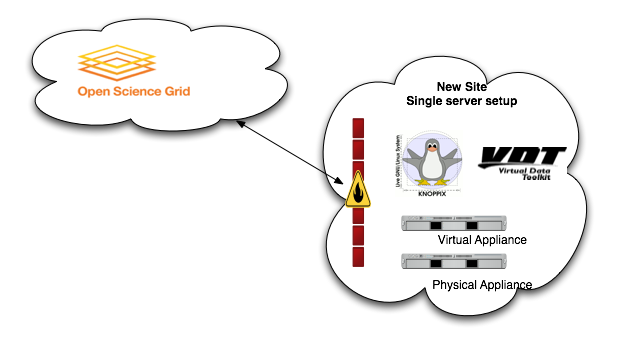 Open Science Grid
New Site
Single server setup
Live GNU/Linux System
KNOPPIX
VDT
Virtual Data
Toolkit
Virtual Appliance
Physical Appliance